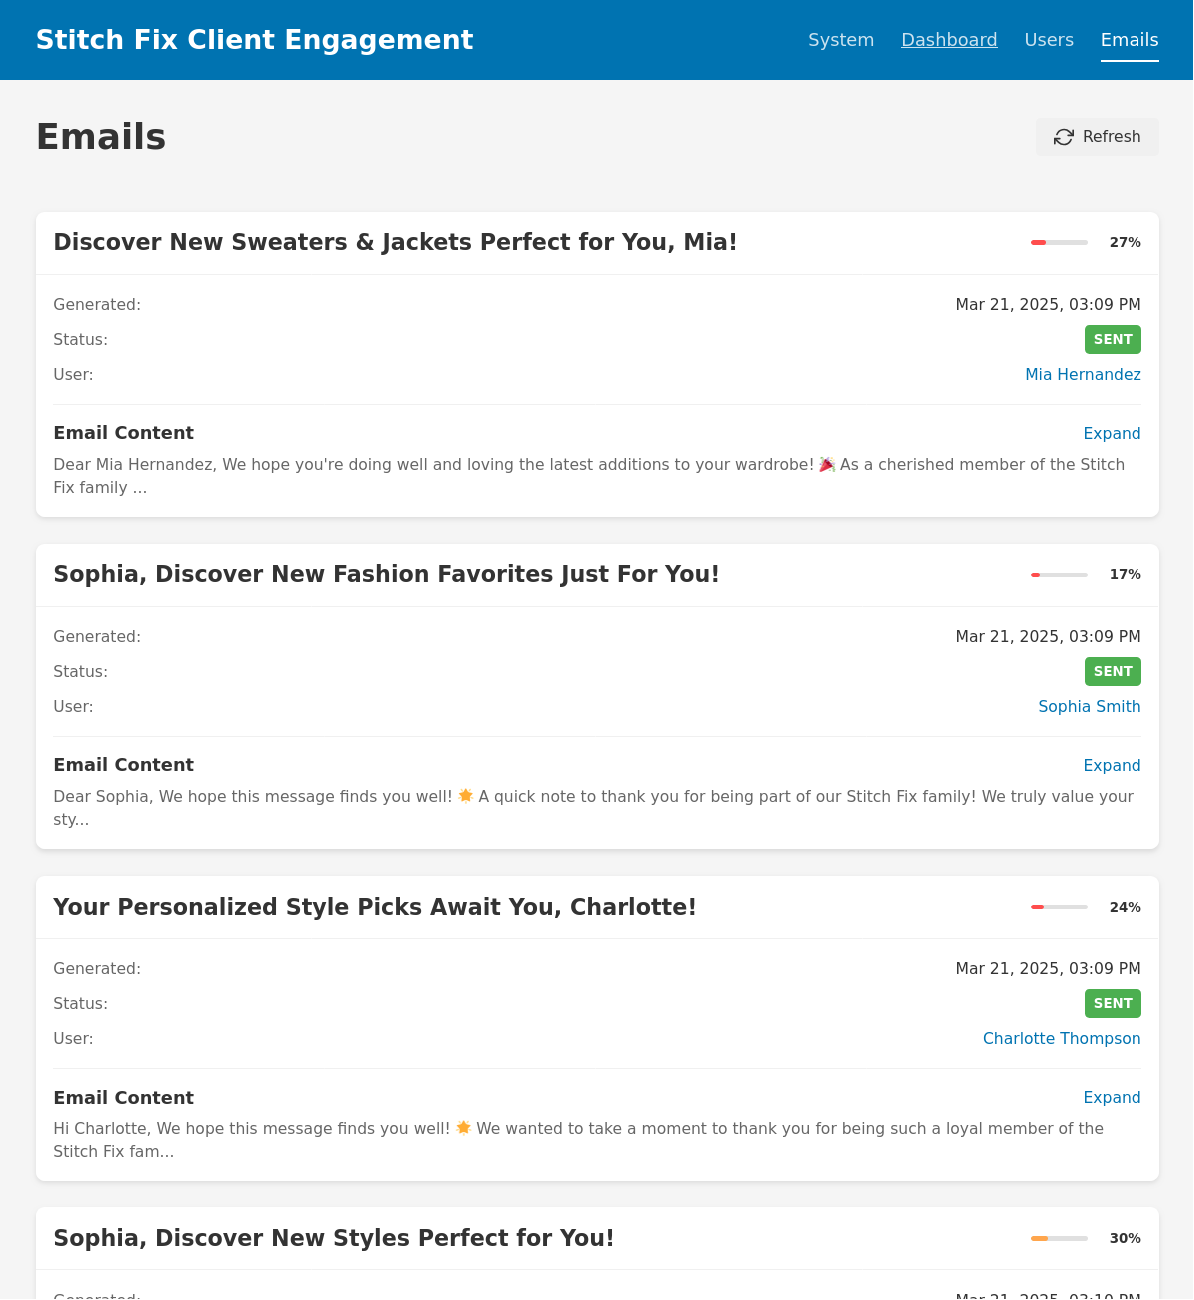 Stitch Fix Client Engagement
System Dashboard Users Emails
Emails
Refresh
Discover New Sweaters & Jackets Perfect for You, Mia!
27%
Generated:
Mar 21, 2025, 03:09 PM
Status:
SENT
User:
Mia Hernandez
Email Content
Expand
Dear Mia Hernandez, We hope you're doing well and loving the latest additions to your wardrobe! 🎉 As a cherished member of the Stitch
Fix family ...
Sophia, Discover New Fashion Favorites Just For You!
17%
Generated:
Mar 21, 2025, 03:09 PM
Status:
SENT
User:
Sophia Smith
Email Content
Expand
Dear Sophia, We hope this message finds you well! 🌟 A quick note to thank you for being part of our Stitch Fix family! We truly value your
sty...
Your Personalized Style Picks Await You, Charlotte!
24%
Generated:
Mar 21, 2025, 03:09 PM
Status:
SENT
User:
Charlotte Thompson
Email Content
Expand
Hi Charlotte, We hope this message finds you well! 🌟 We wanted to take a moment to thank you for being such a loyal member of the
Stitch Fix fam...
Sophia, Discover New Styles Perfect for You!
30%
Generated:
Mar 21, 2025, 03:10 PM